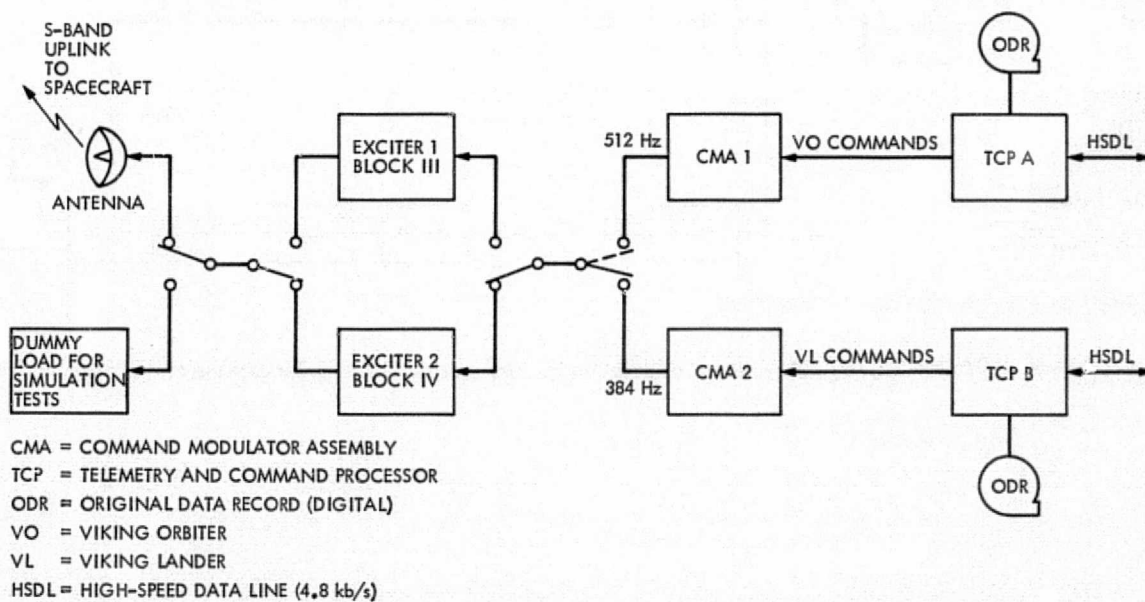 S-BAND
UPLINK
TO
SPACECRAFT
ANTENNA
DUMMY
LOAD FOR
SIMULATION
TESTS
EXCITER 1
BLOCK III
EXCITER 2
BLOCK IV
512 Hz
384 Hz
CMA 1
CMA 2
VO COMMANDS
VL COMMANDS
ODR
TCP A
HSDL
TCP B
HSDL
ODR
CMA = COMMAND MODULATOR ASSEMBLY
TCP = TELEMETRY AND COMMAND PROCESSOR
ODR = ORIGINAL DATA RECORD (DIGITAL)
VO = VIKING ORBITER
VL = VIKING LANDER
HSDL = HIGH-SPEED DATA LINE (4.8 kb/s)